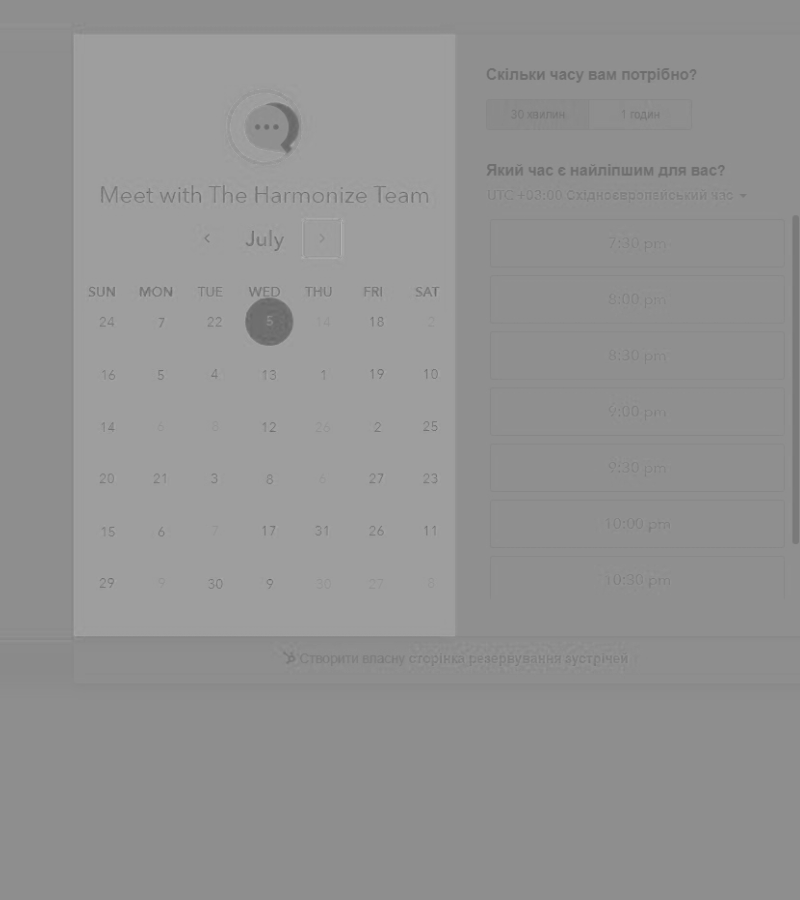 Meet with The Harmonize Team
July
SUN MON TUE WED THU FRI SAT
24 7 22 5 14 18 2
16 5 4 13 1 19 10
14 6 8 12 26 2 25
20 21 3 8 6 27 23
15 6 7 17 31 26 11
29 9 30 9 30 27 8
Скільки часу вам потрібно?
30 хвилин 1 годин
Який час є найліпшим для вас?
UTC +03:00 Східноєвропейський час
7:30 pm
8:00 pm
8:30 pm
9:00 pm
9:30 pm
10:00 pm
10:30 pm
Створити власну сторінка резервування зустрічей